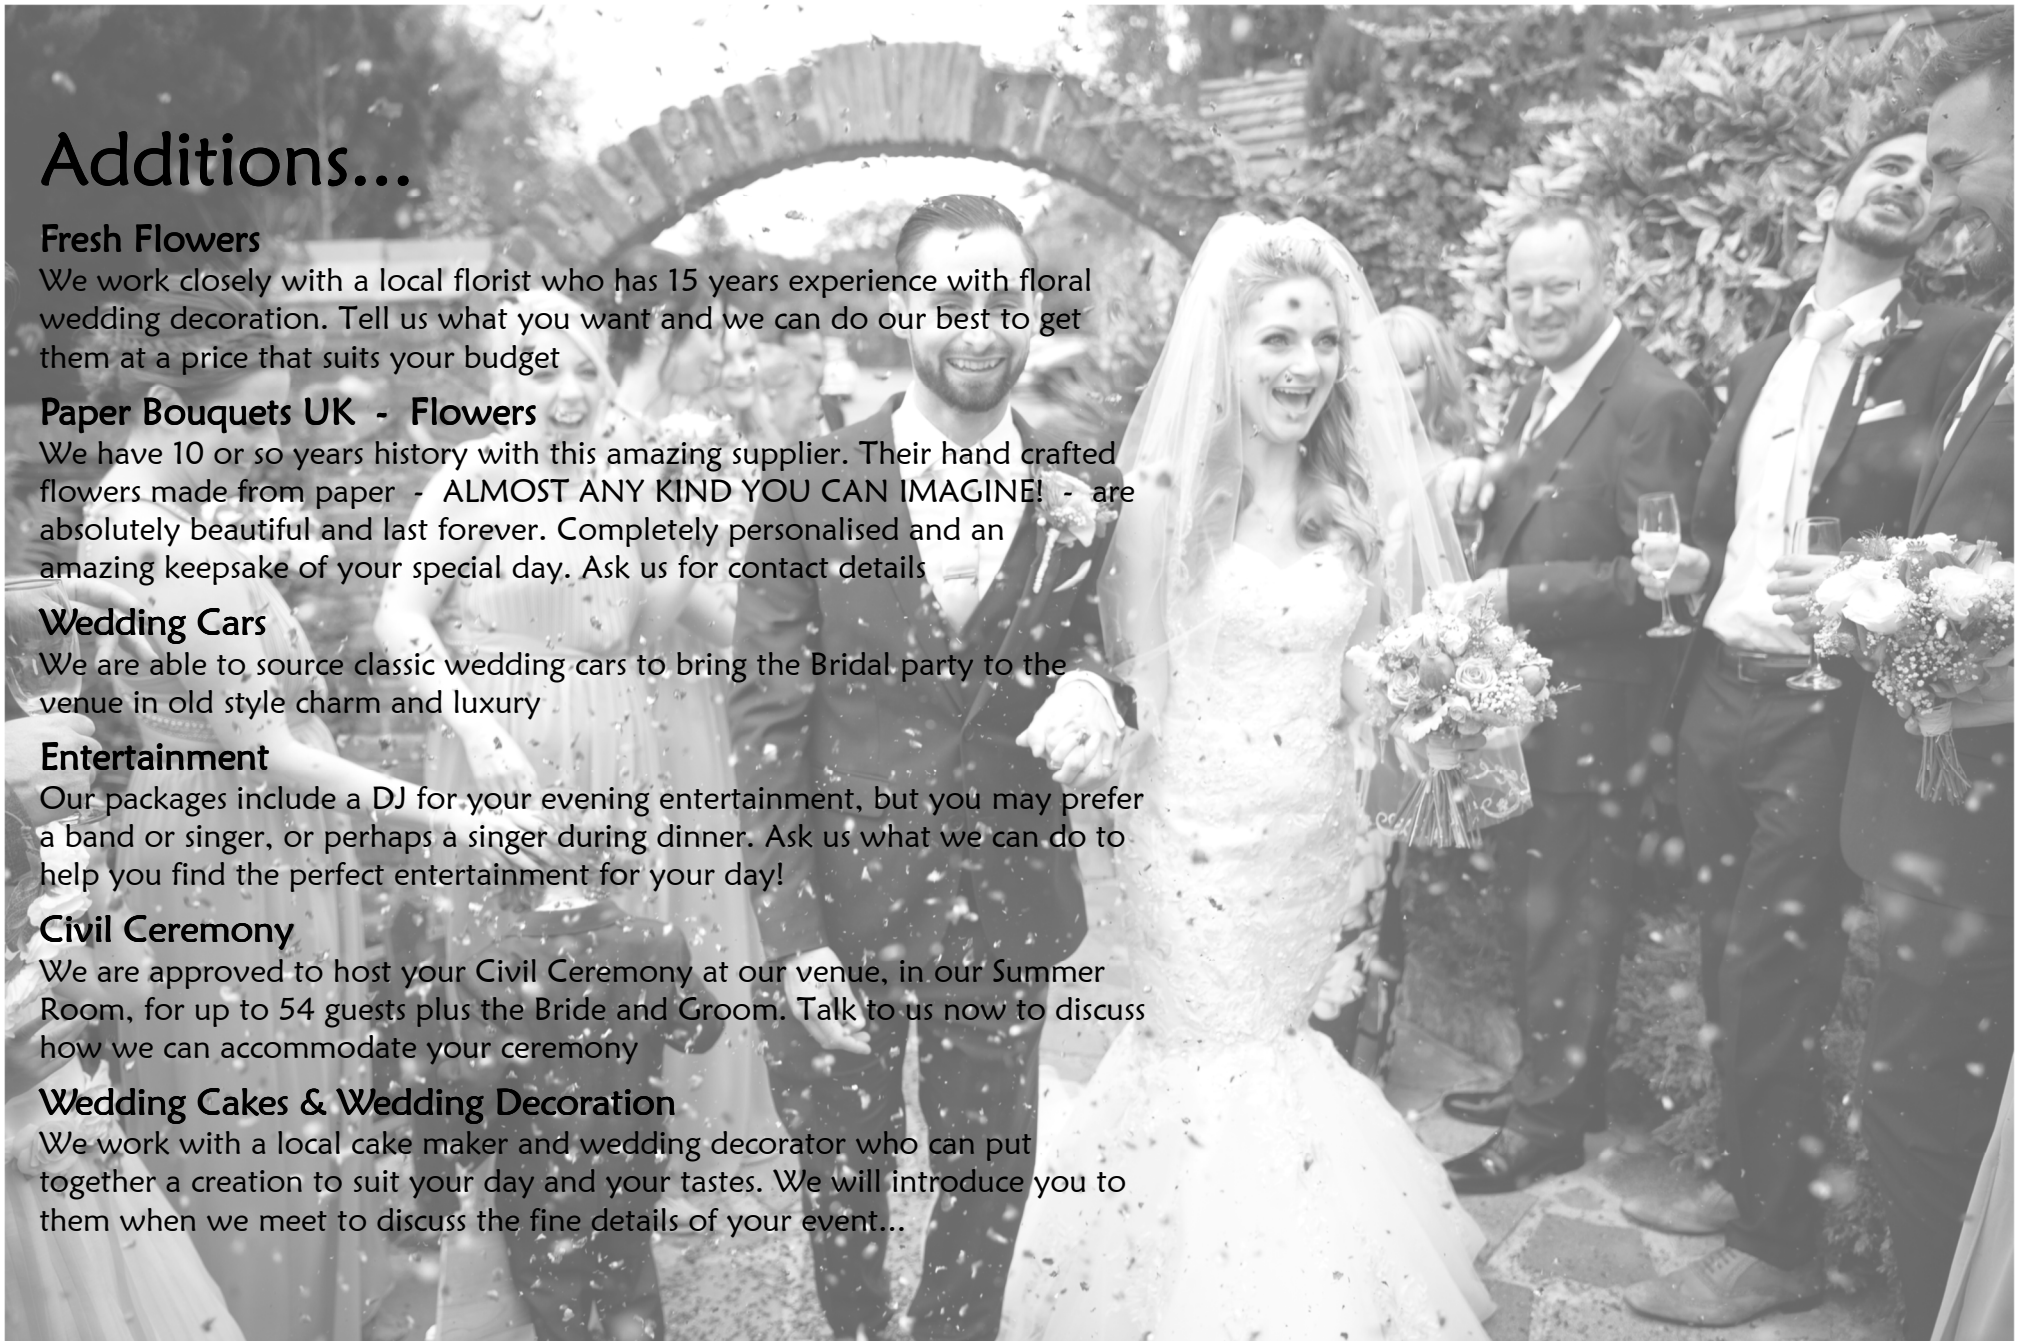 Additions...
Fresh Flowers
We work closely with a local florist who has 15 years experience with floral
wedding decoration. Tell us what you want and we can do our best to get
them at a price that suits your budget
Paper Bouquets UK  -  Flowers
We have 10 or so years history with this amazing supplier. Their hand crafted
flowers made from paper  -  ALMOST ANY KIND YOU CAN IMAGINE!  -  are
absolutely beautiful and last forever. Completely personalised and an
amazing keepsake of your special day. Ask us for contact details
Wedding Cars
We are able to source classic wedding cars to bring the Bridal party to the
venue in old style charm and luxury
Entertainment
Our packages include a DJ for your evening entertainment, but you may prefer
a band or singer, or perhaps a singer during dinner. Ask us what we can do to
help you find the perfect entertainment for your day!
Civil Ceremony
We are approved to host your Civil Ceremony at our venue, in our Summer
Room, for up to 54 guests plus the Bride and Groom. Talk to us now to discuss
how we can accommodate your ceremony
Wedding Cakes & Wedding Decoration
We work with a local cake maker and wedding decorator who can put
together a creation to suit your day and your tastes. We will introduce you to
them when we meet to discuss the fine details of your event...